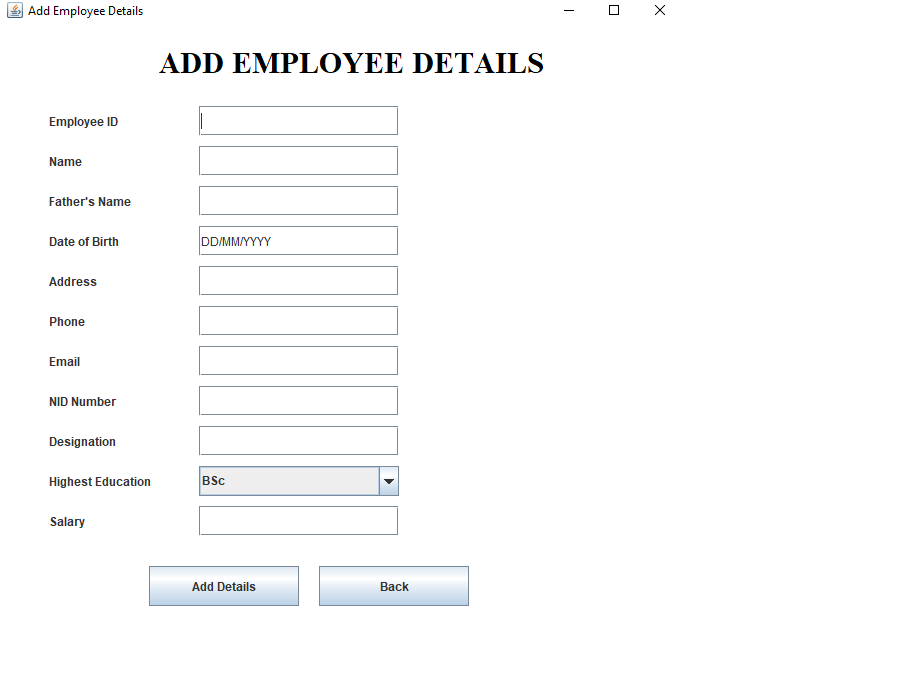 Add Employee Details
ADD EMPLOYEE DETAILS
Employee ID
Name
Father's Name
Date of Birth DD/MM/YYYY
Address
Phone
Email
NID Number
Designation
Highest Education BSc
Salary
Add Details Back